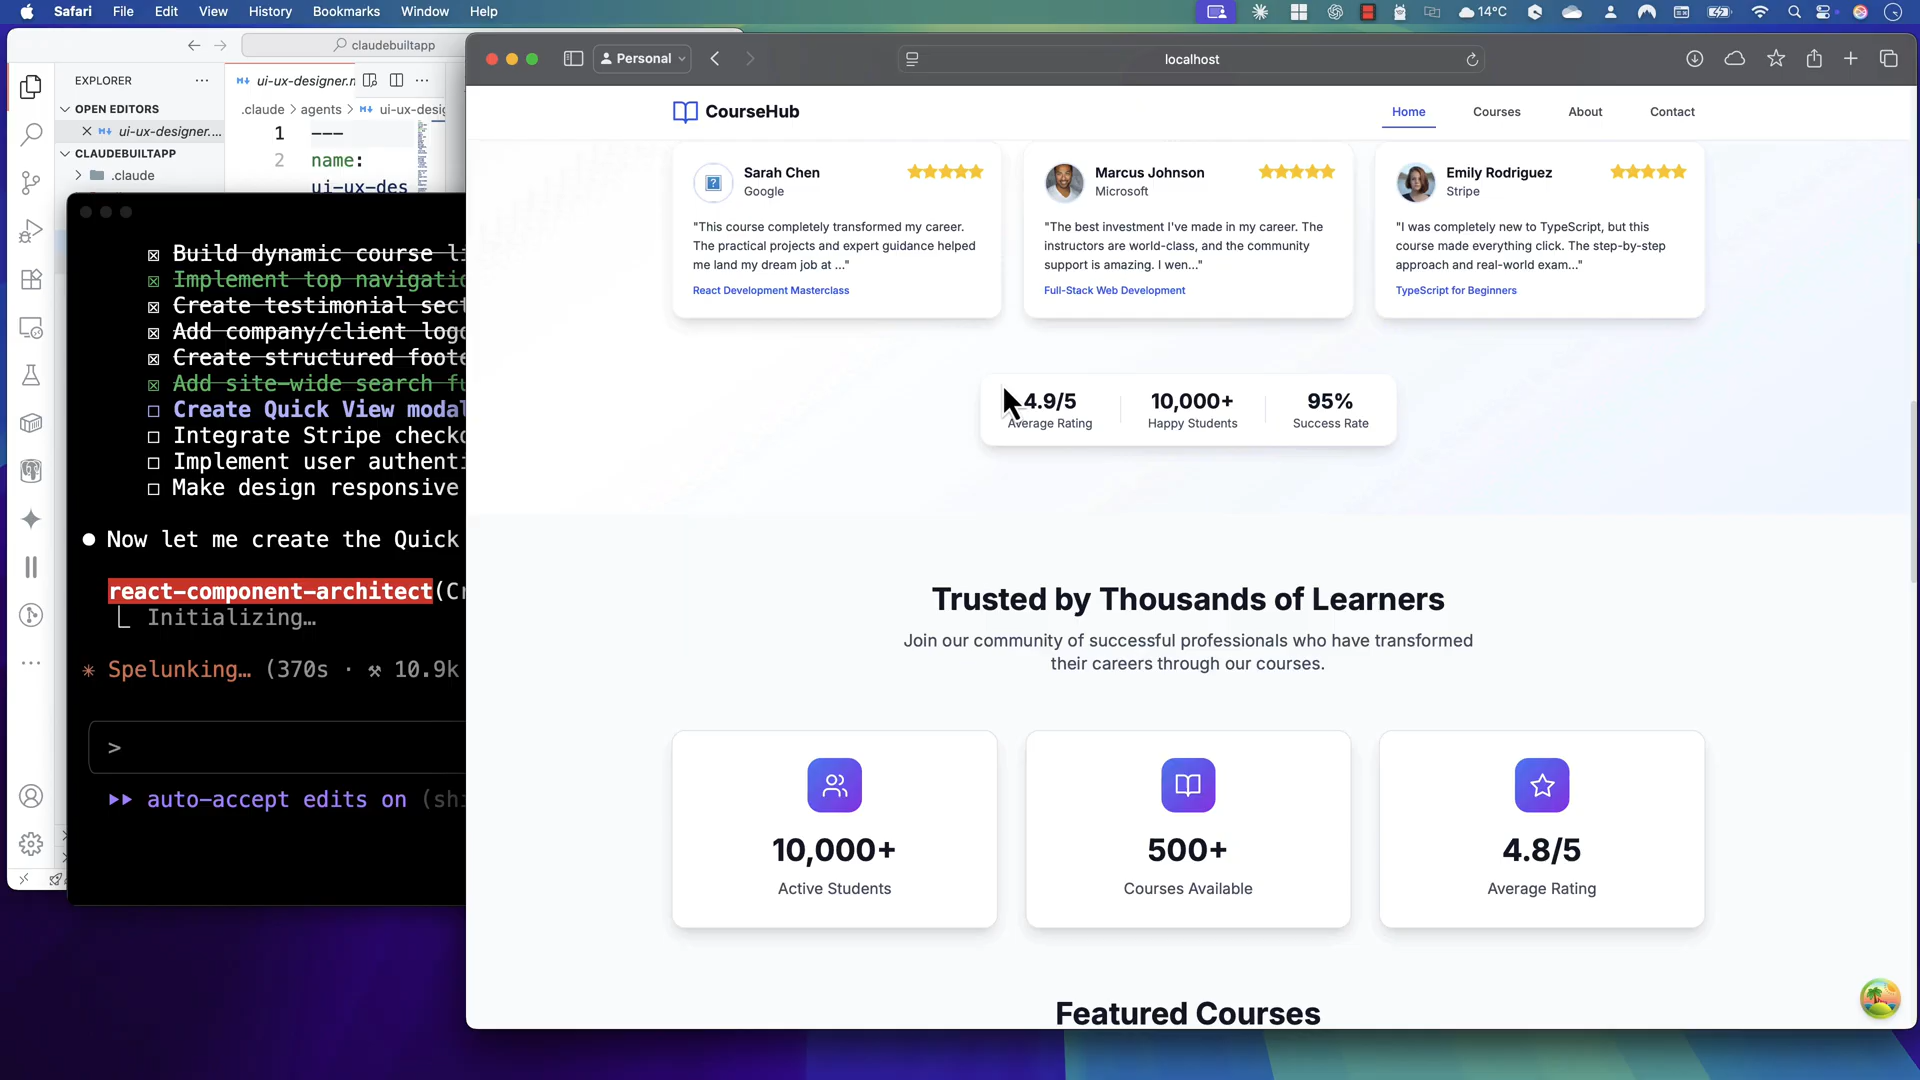 Safari File Edit View History Bookmarks Window Help 14°C
claudebuiltapp
EXPLORER
OPEN EDITORS
ui-ux-designer....
CLAUDEBUILTAPP
.claude
ui-ux-designer.r
.claude > agents > ui-ux-desig
1 ---
2 name:
ui-ux-des
☒ Build dynamic course li
☒ Implement top navigatio
☒ Create testimonial sect
☒ Add company/client logo
☒ Create structured foote
☒ Add site-wide search fu
☐ Create Quick View modal
☐ Integrate Stripe checko
☐ Implement user authenti
☐ Make design responsive
● Now let me create the Quick
react-component-architect(Cr
Initializing…
✳ Spelunking… (370s · ⚒ 10.9k
>
▸▸ auto-accept edits on (shi
Personal
localhost
CourseHub
Home Courses About Contact
Sarah Chen
Google
"This course completely transformed my career.
The practical projects and expert guidance helped
me land my dream job at ..."
React Development Masterclass
Marcus Johnson
Microsoft
"The best investment I've made in my career. The
instructors are world-class, and the community
support is amazing. I wen..."
Full-Stack Web Development
Emily Rodriguez
Stripe
"I was completely new to TypeScript, but this
course made everything click. The step-by-step
approach and real-world exam..."
TypeScript for Beginners
4.9/5
Average Rating
10,000+
Happy Students
95%
Success Rate
Trusted by Thousands of Learners
Join our community of successful professionals who have transformed
their careers through our courses.
10,000+
Active Students
500+
Courses Available
4.8/5
Average Rating
Featured Courses